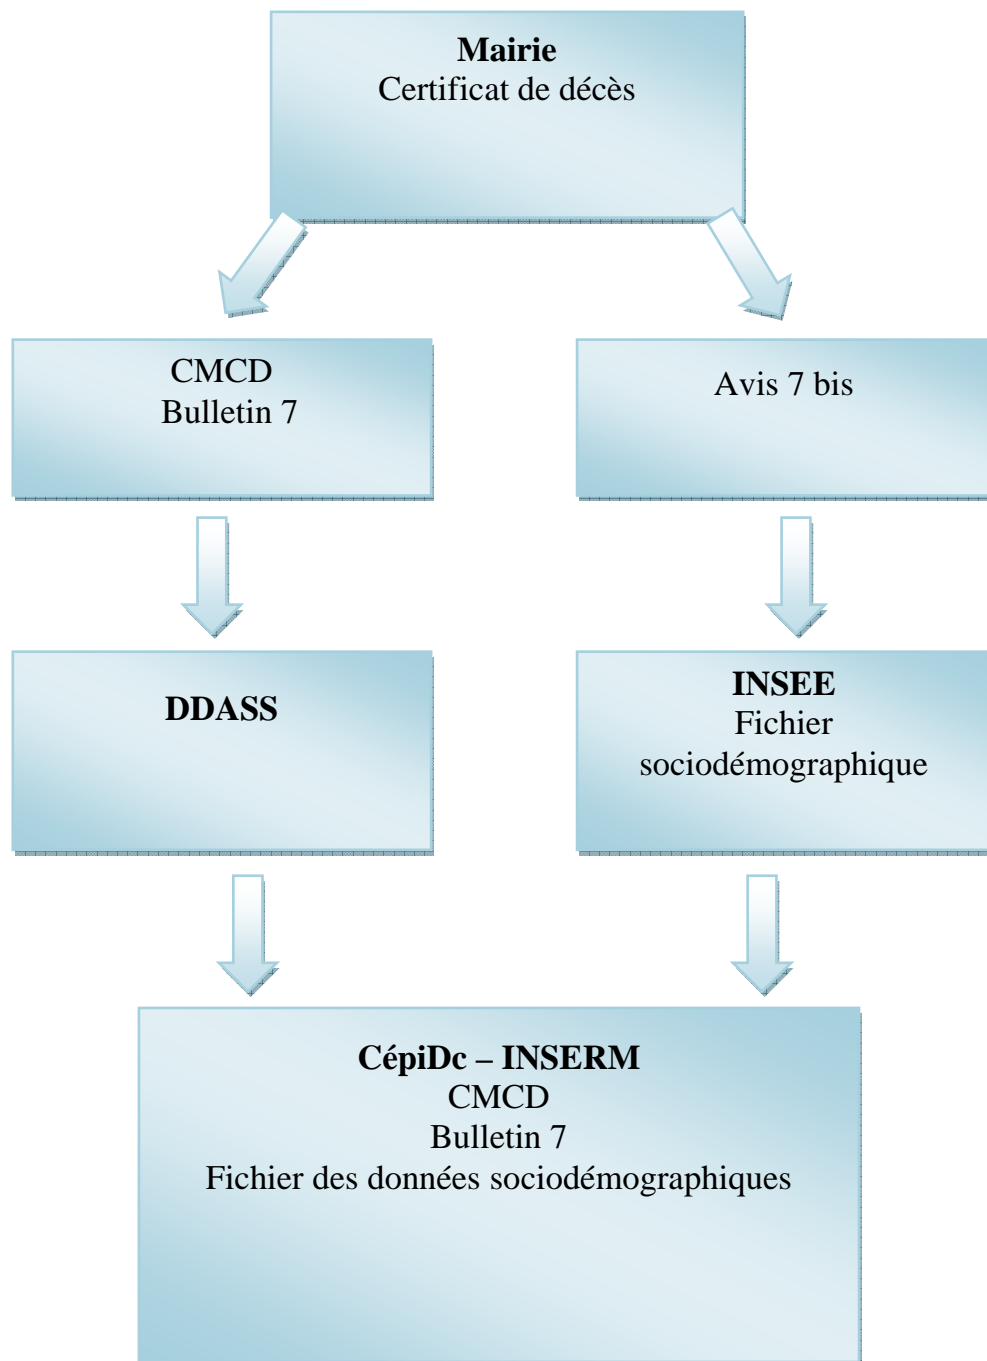 Mairie
Certificat de décès
CMCD
Bulletin 7
Avis 7 bis
DDASS
INSEE
Fichier
sociodémographique
CépiDc – INSERM
CMCD
Bulletin 7
Fichier des données sociodémographiques